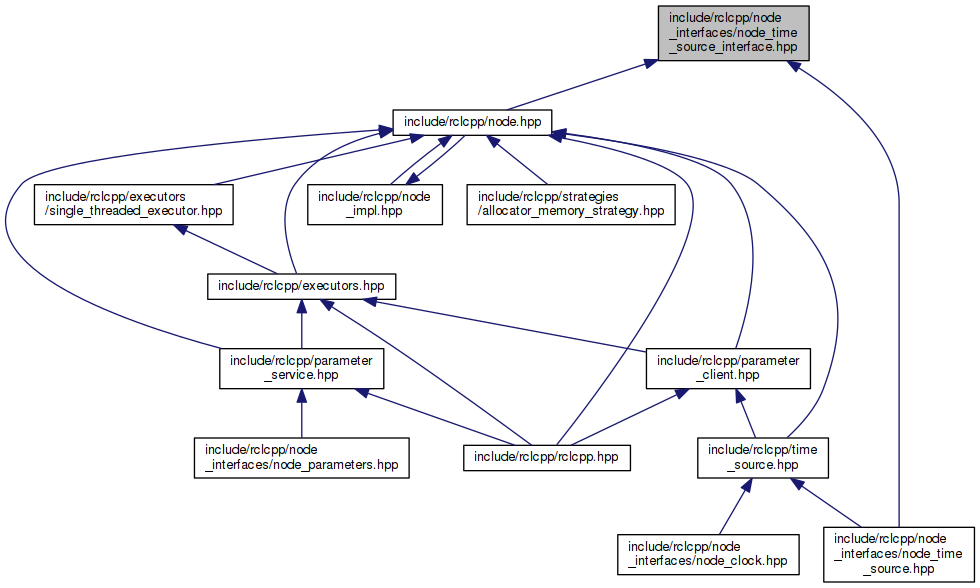 include/rclcpp/node
_interfaces/node_time
_source_interface.hpp
include/rclcpp/node.hpp
include/rclcpp/executors
/single_threaded_executor.hpp
include/rclcpp/node
_impl.hpp
include/rclcpp/strategies
/allocator_memory_strategy.hpp
include/rclcpp/executors.hpp
include/rclcpp/parameter
_service.hpp
include/rclcpp/parameter
_client.hpp
include/rclcpp/node
_interfaces/node_parameters.hpp
include/rclcpp/rclcpp.hpp
include/rclcpp/time
_source.hpp
include/rclcpp/node
_interfaces/node_clock.hpp
include/rclcpp/node
_interfaces/node_time
_source.hpp